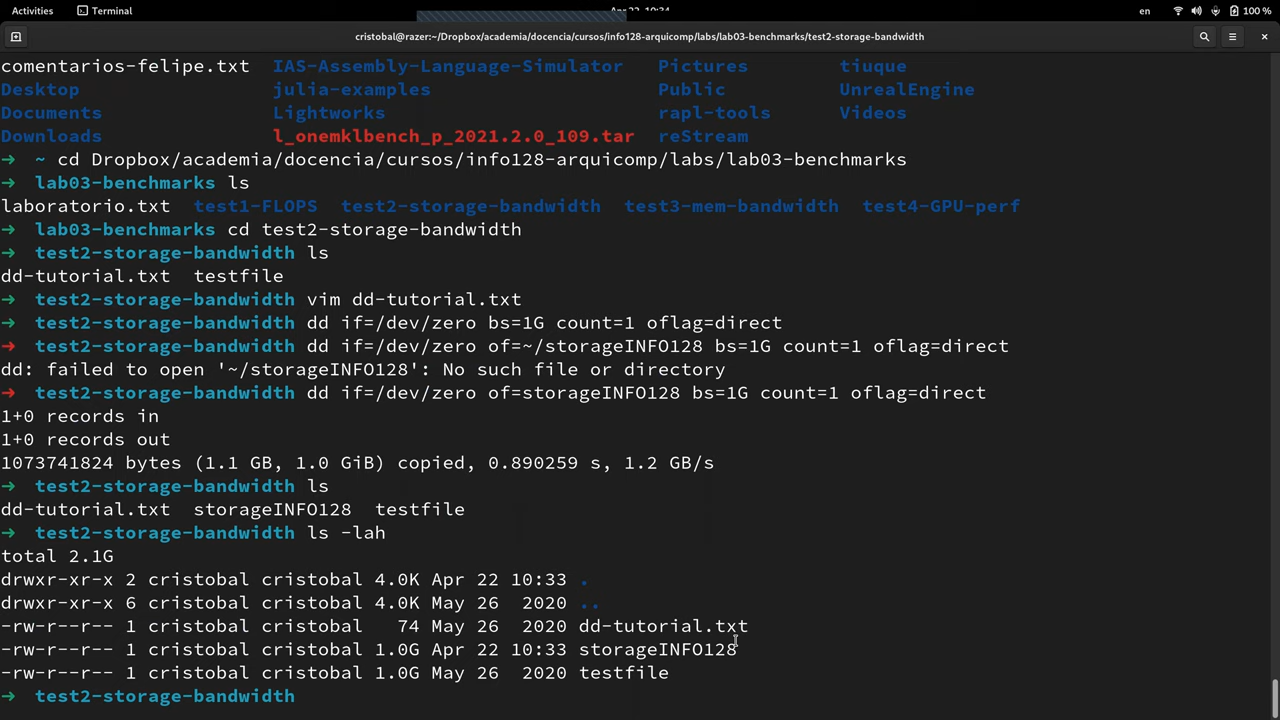 Activities Terminal Apr 22, 10:34 en 100 %
cristobal@razer:~/Dropbox/academia/docencia/cursos/info128-arquicomp/labs/lab03-benchmarks/test2-storage-bandwidth
comentarios-felipe.txt IAS-Assembly-Language-Simulator Pictures tiuque
Desktop julia-examples Public UnrealEngine
Documents Lightworks rapl-tools Videos
Downloads l_onemklbench_p_2021.2.0_109.tar reStream
→ ~ cd Dropbox/academia/docencia/cursos/info128-arquicomp/labs/lab03-benchmarks
→ lab03-benchmarks ls
laboratorio.txt test1-FLOPS test2-storage-bandwidth test3-mem-bandwidth test4-GPU-perf
→ lab03-benchmarks cd test2-storage-bandwidth
→ test2-storage-bandwidth ls
dd-tutorial.txt testfile
→ test2-storage-bandwidth vim dd-tutorial.txt
→ test2-storage-bandwidth dd if=/dev/zero bs=1G count=1 oflag=direct
→ test2-storage-bandwidth dd if=/dev/zero of=~/storageINFO128 bs=1G count=1 oflag=direct
dd: failed to open '~/storageINFO128': No such file or directory
→ test2-storage-bandwidth dd if=/dev/zero of=storageINFO128 bs=1G count=1 oflag=direct
1+0 records in
1+0 records out
1073741824 bytes (1.1 GB, 1.0 GiB) copied, 0.890259 s, 1.2 GB/s
→ test2-storage-bandwidth ls
dd-tutorial.txt storageINFO128 testfile
→ test2-storage-bandwidth ls -lah
total 2.1G
drwxr-xr-x 2 cristobal cristobal 4.0K Apr 22 10:33 .
drwxr-xr-x 6 cristobal cristobal 4.0K May 26 2020 ..
-rw-r--r-- 1 cristobal cristobal 74 May 26 2020 dd-tutorial.txt
-rw-r--r-- 1 cristobal cristobal 1.0G Apr 22 10:33 storageINFO128
-rw-r--r-- 1 cristobal cristobal 1.0G May 26 2020 testfile
→ test2-storage-bandwidth